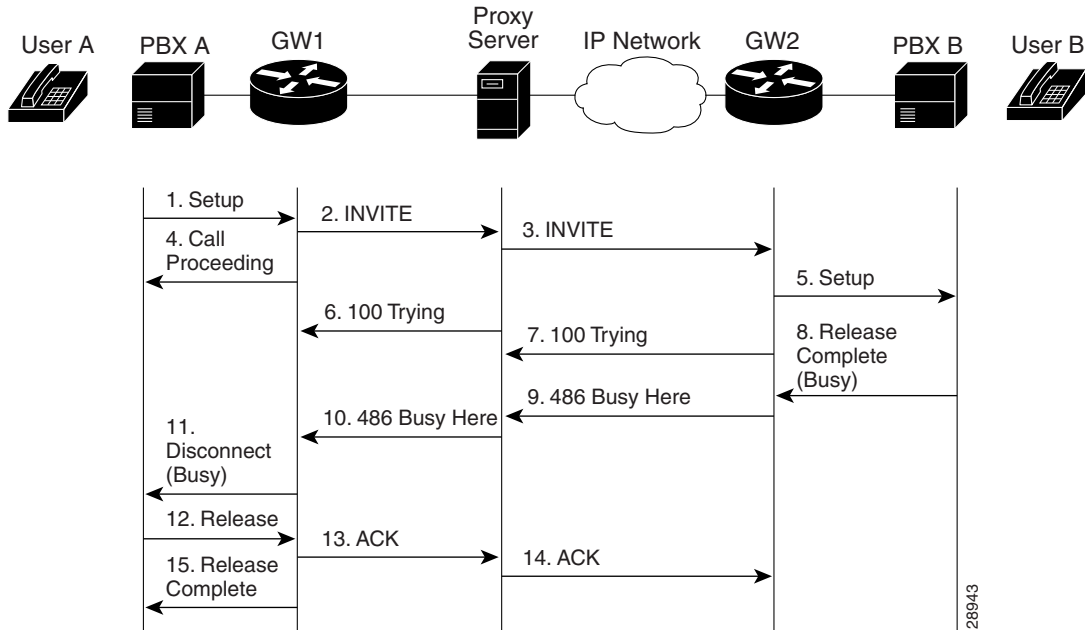 User A
PBX A
GW1
Proxy
Server
IP Network
GW2
PBX B
User B
1. Setup
2. INVITE
3. INVITE
4. Call
Proceeding
5. Setup
6. 100 Trying
7. 100 Trying
8. Release
Complete
(Busy)
9. 486 Busy Here
10. 486 Busy Here
11.
Disconnect
(Busy)
12. Release
13. ACK
14. ACK
15. Release
Complete
28943